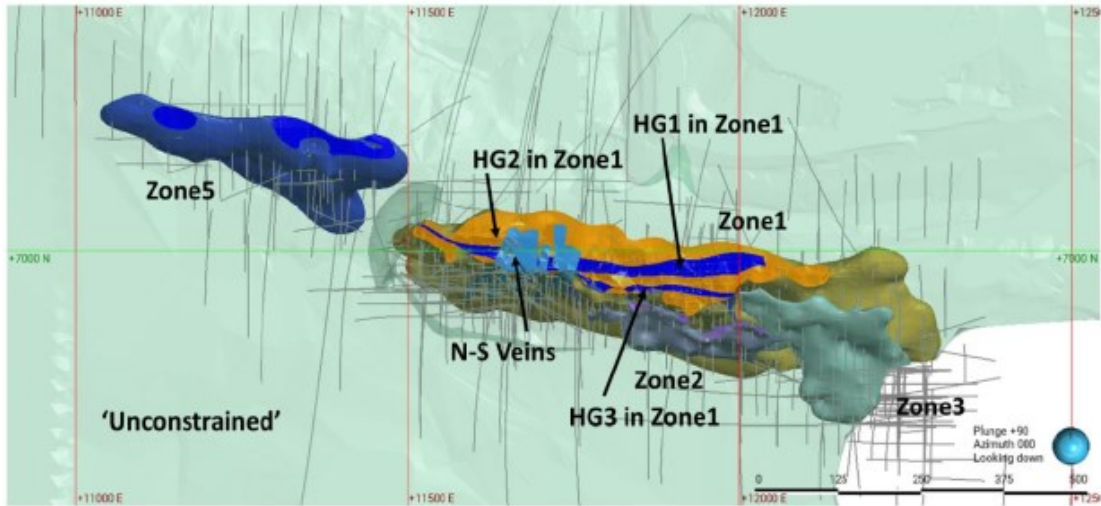 +11000 E
+11500 E
+12000 E
+1250
HG1 in Zone1
HG2 in Zone1
Zone5
Zone1
+7000 N
+7000 N
N-S Veins
Zone2
HG3 in Zone1
Zone3
'Unconstrained'
Plunge +90
Azimuth 000
Looking down
0 125 250 375 500
+11000 E
+11500 E
+12000 E
+1250